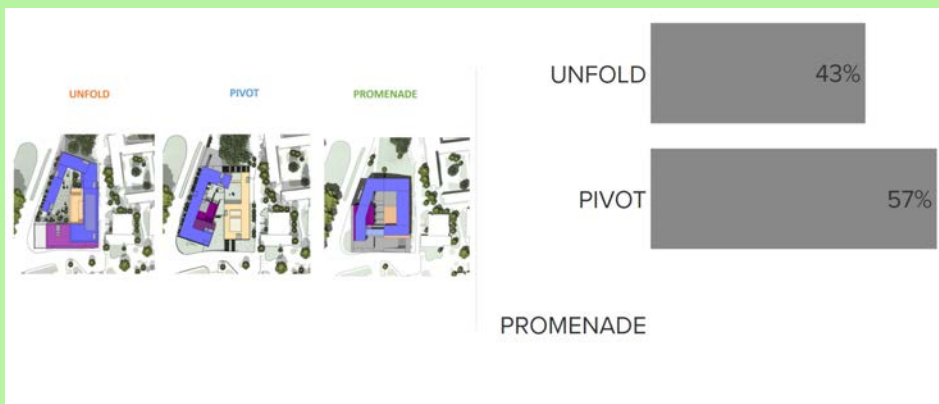 UNFOLD
PIVOT
PROMENADE
UNFOLD
43%
PIVOT
57%
PROMENADE